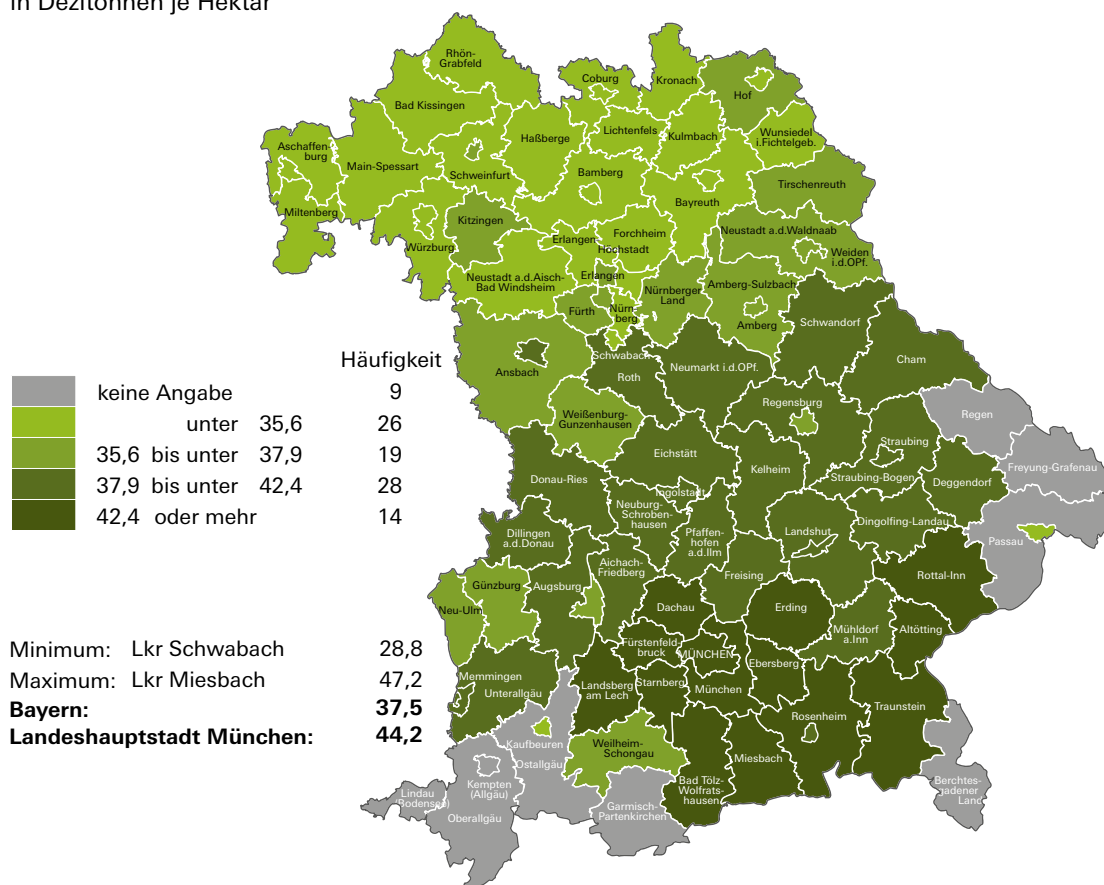 in Dezitonnen je Hektar
Rhön-
Grabfeld
Coburg
Kronach
Hof
Bad Kissingen
Lichtenfels
Kulmbach
Wunsiedel
i.Fichtelgeb.
Haßberge
Aschaffen-
burg
Main-Spessart
Schweinfurt
Bamberg
Bayreuth
Tirschenreuth
Miltenberg
Kitzingen
Würzburg
Forchheim
Neustadt a.d.Waldnaab
Erlangen
Höchstadt
Weiden
i.d.OPf.
Neustadt a.d.Aisch-
Bad Windsheim
Erlangen
Nürnberger
Land
Amberg-Sulzbach
Fürth
Nürn-
berg
Amberg
Schwandorf
Ansbach
Schwabach
Roth
Neumarkt i.d.OPf.
Cham
Häufigkeit
keine Angabe 9
unter 35,6 26
35,6 bis unter 37,9 19
37,9 bis unter 42,4 28
42,4 oder mehr 14
Weißenburg-
Gunzenhausen
Regensburg
Regen
Straubing
Eichstätt
Kelheim
Freyung-Grafenau
Donau-Ries
Straubing-Bogen
Deggendorf
Ingolstadt
Neuburg-
Schroben-
hausen
Dillingen
a.d.Donau
Pfaffen-
hofen
a.d.Ilm
Landshut
Dingolfing-Landau
Passau
Aichach-
Friedberg
Günzburg
Augsburg
Freising
Rottal-Inn
Neu-Ulm
Dachau
Erding
Mühldorf
a.Inn
Altötting
Fürstenfeld-
bruck
MÜNCHEN
Ebersberg
Minimum: Lkr Schwabach 28,8
Maximum: Lkr Miesbach 47,2
Bayern: 37,5
Landeshauptstadt München: 44,2
Memmingen
Unterallgäu
Landsberg
am Lech
Starnberg
München
Rosenheim
Traunstein
Kaufbeuren
Ostallgäu
Weilheim-
Schongau
Miesbach
Bad Tölz-
Wolfrats-
hausen
Kempten
(Allgäu)
Lindau
(Bodensee)
Oberallgäu
Garmisch-
Partenkirchen
Berchtes-
gadener
Land